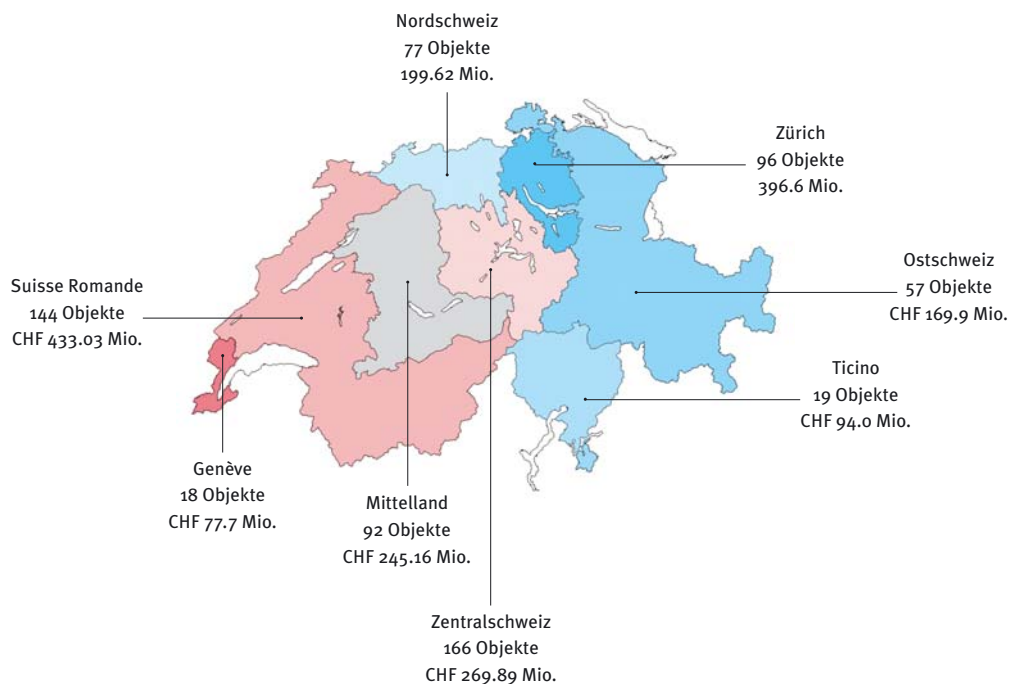 Nordschweiz
77 Objekte
199.62 Mio.
Zürich
96 Objekte
396.6 Mio.
Ostschweiz
57 Objekte
CHF 169.9 Mio.
Suisse Romande
144 Objekte
CHF 433.03 Mio.
Ticino
19 Objekte
CHF 94.0 Mio.
Genève
18 Objekte
CHF 77.7 Mio.
Mittelland
92 Objekte
CHF 245.16 Mio.
Zentralschweiz
166 Objekte
CHF 269.89 Mio.